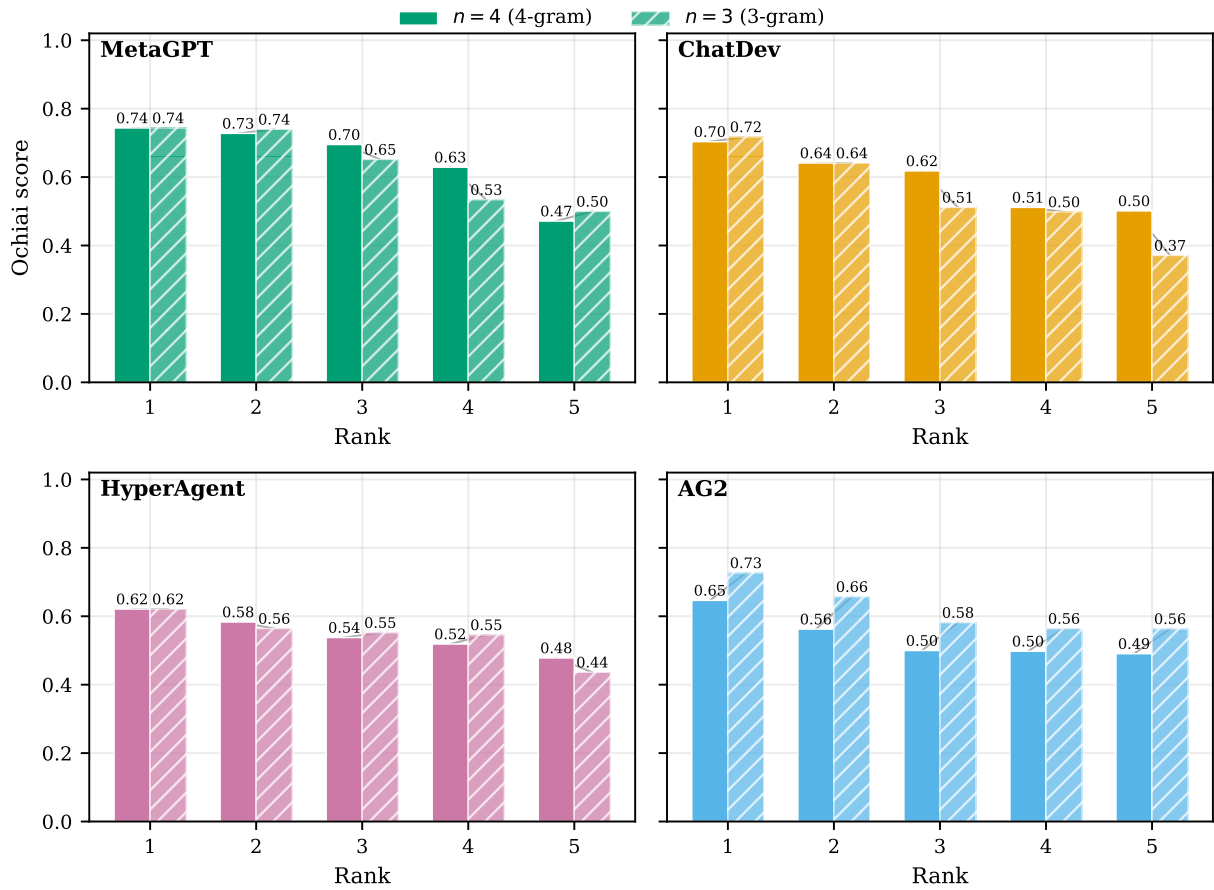 n = 4 (4-gram) n = 3 (3-gram)
MetaGPT
Ochiai score
1.0
0.8
0.6
0.4
0.2
0.0
0.74 0.74 0.73 0.74 0.70 0.65 0.63 0.53 0.47 0.50
1 2 3 4 5
Rank
ChatDev
0.70 0.72 0.64 0.64 0.62 0.51 0.51 0.50 0.50 0.37
1 2 3 4 5
Rank
HyperAgent
1.0
0.8
0.6
0.4
0.2
0.0
0.62 0.62 0.58 0.56 0.54 0.55 0.52 0.55 0.48 0.44
1 2 3 4 5
Rank
AG2
0.65 0.73 0.56 0.66 0.50 0.58 0.50 0.56 0.49 0.56
1 2 3 4 5
Rank